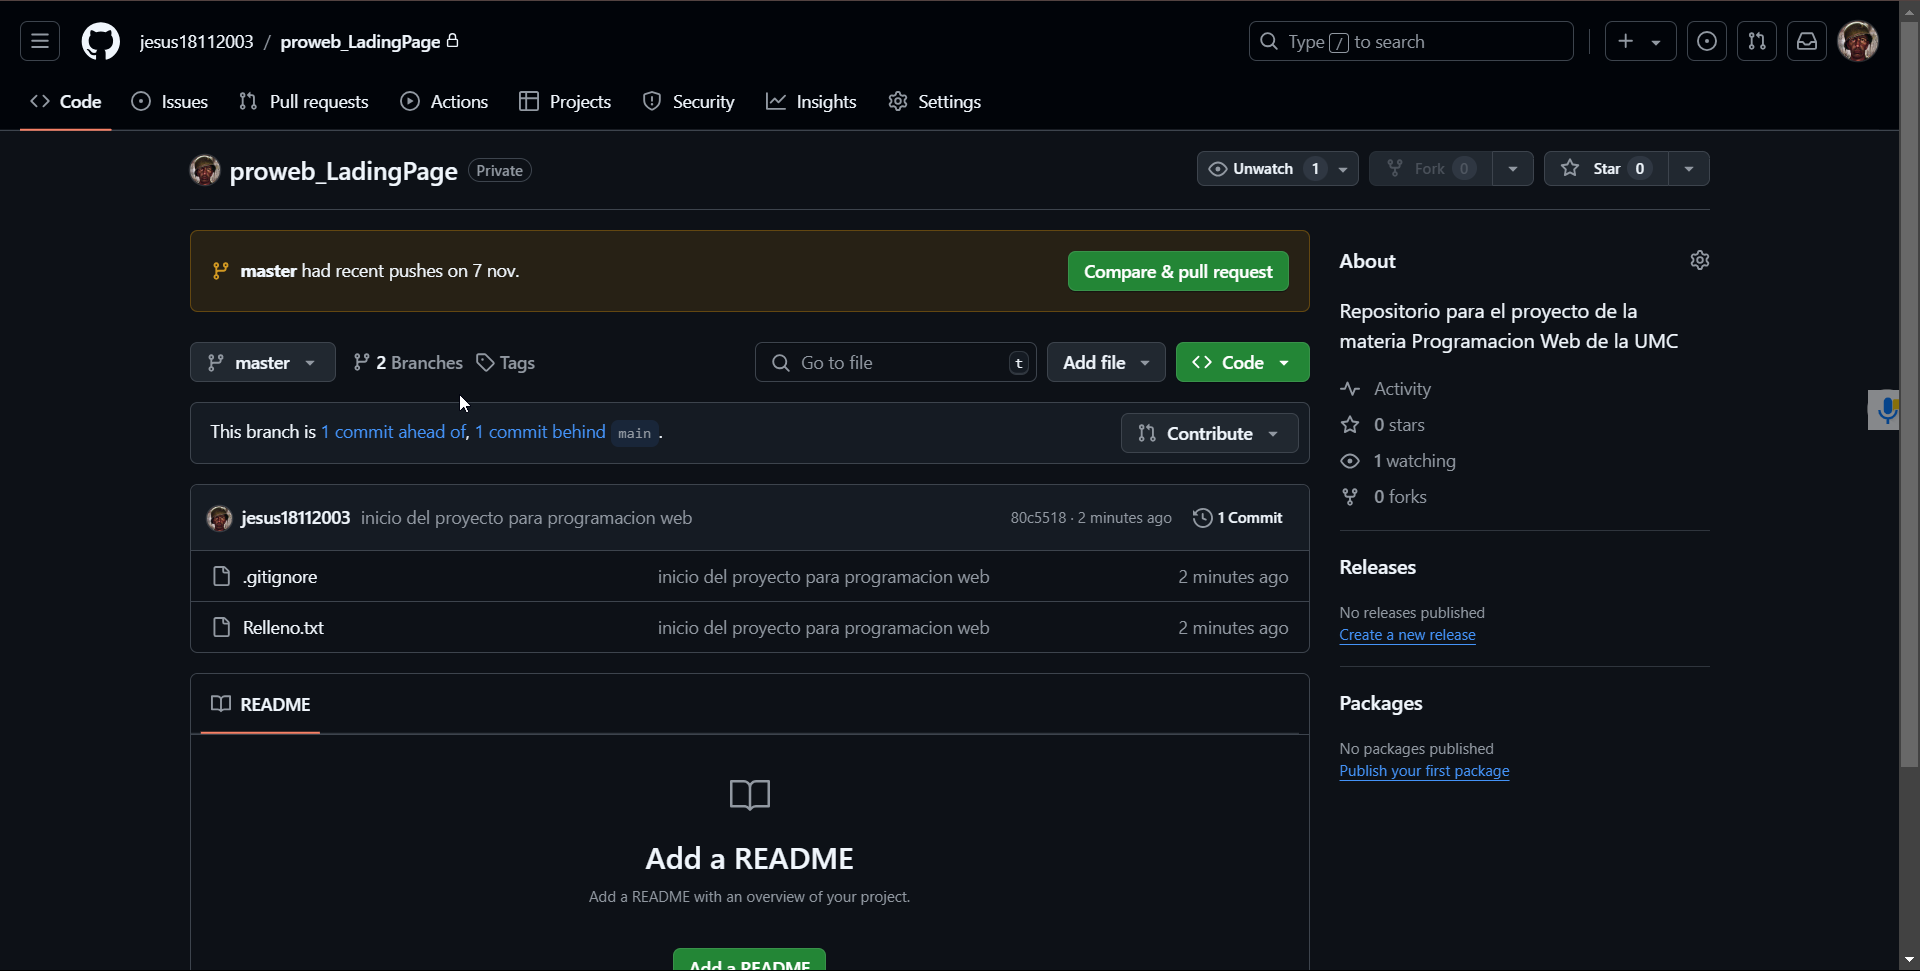 jesus18112003 / proweb_LadingPage
Type / to search
Code
Issues
Pull requests
Actions
Projects
Security
Insights
Settings
proweb_LadingPage Private
Unwatch 1
Fork 0
Star 0
master had recent pushes on 7 nov.
Compare & pull request
master
2 Branches
Tags
Go to file t
Add file
Code
This branch is 1 commit ahead of, 1 commit behind main .
Contribute
jesus18112003 inicio del proyecto para programacion web 80c5518 · 2 minutes ago 1 Commit
.gitignore inicio del proyecto para programacion web 2 minutes ago
Relleno.txt inicio del proyecto para programacion web 2 minutes ago
README
Add a README
Add a README with an overview of your project.
Add a README
About
Repositorio para el proyecto de la
materia Programacion Web de la UMC
Activity
0 stars
1 watching
0 forks
Releases
No releases published
Create a new release
Packages
No packages published
Publish your first package